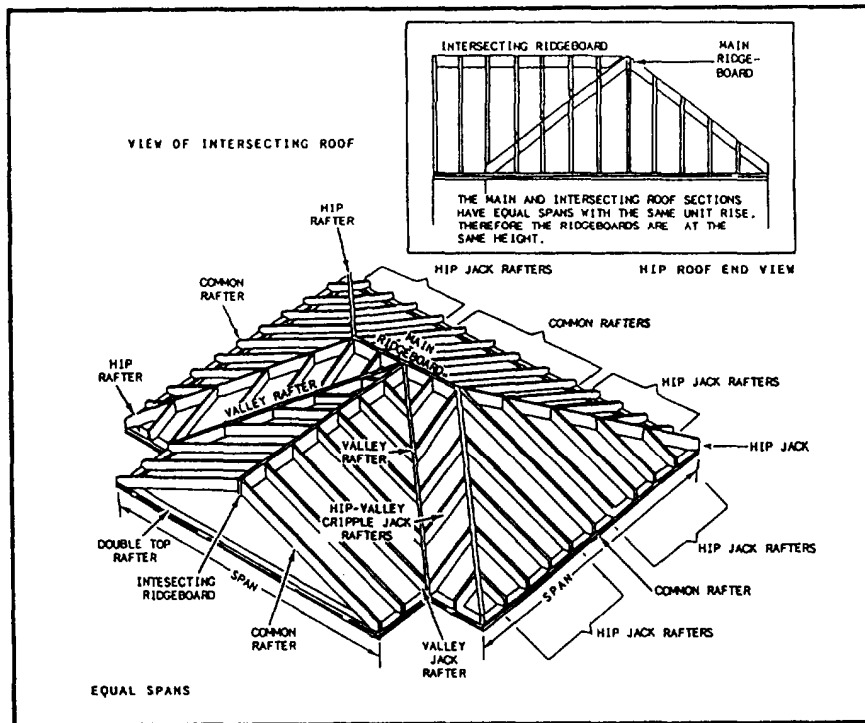 INTERSECTING RIDGEBOARD
MAIN
RIDGE-
BOARD
VIEW OF INTERSECTING ROOF
THE MAIN AND INTERSECTING ROOF SECTIONS
HAVE EQUAL SPANS WITH THE SAME UNIT RISE,
THEREFORE THE RIDGEBOARDS ARE AT THE
SAME HEIGHT.
HIP ROOF END VIEW
HIP
RAFTER
HIP JACK RAFTERS
COMMON
RAFTER
COMMON RAFTERS
MAIN
RIDGEBOARD
HIP
RAFTER
VALLEY RAFTER
HIP JACK RAFTERS
VALLEY
RAFTER
HIP JACK
HIP-VALLEY
CRIPPLE JACK
RAFTERS
DOUBLE TOP
RAFTER
HIP JACK RAFTERS
INTESECTING
RIDGEBOARD
SPAN
SPAN
COMMON RAFTER
COMMON
RAFTER
VALLEY
JACK
RAFTER
HIP JACK RAFTERS
EQUAL SPANS